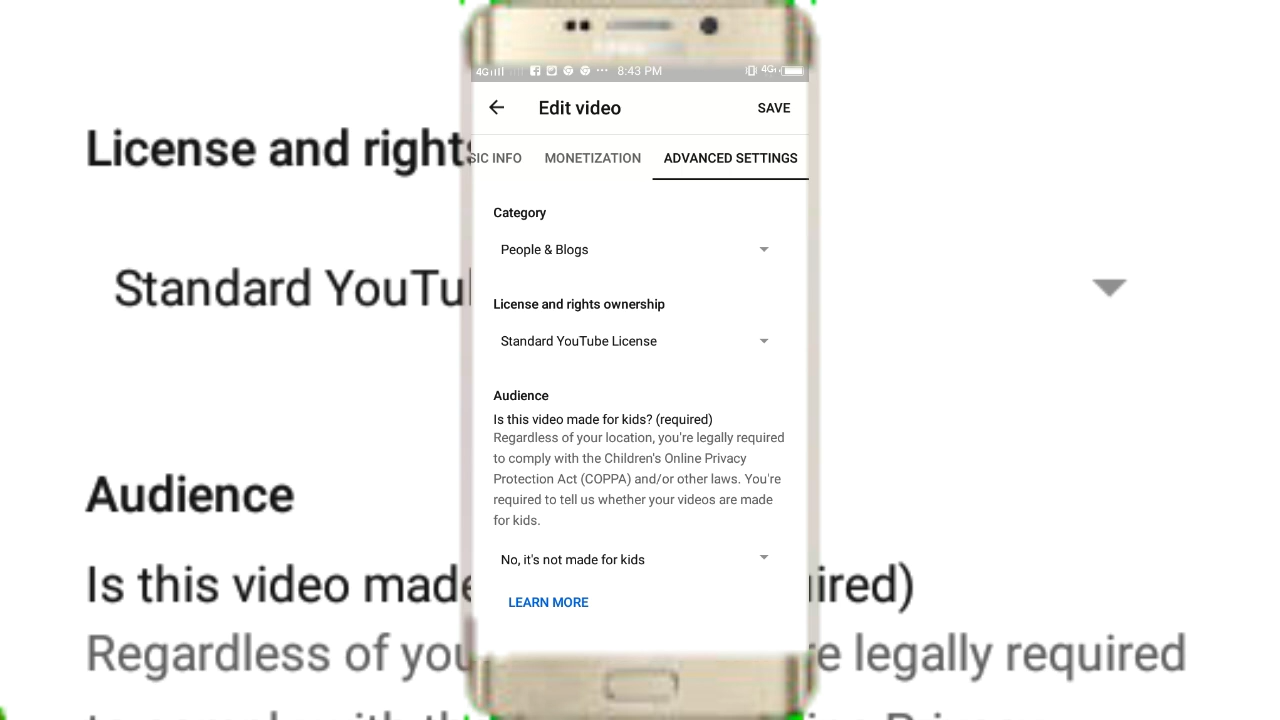 4G 8:43 PM 4G
Edit video SAVE
SIC INFO MONETIZATION ADVANCED SETTINGS
Category
People & Blogs
License and rights ownership
Standard YouTube License
Audience
Is this video made for kids? (required)
Regardless of your location, you're legally required
to comply with the Children's Online Privacy
Protection Act (COPPA) and/or other laws. You're
required to tell us whether your videos are made
for kids.
No, it's not made for kids
LEARN MORE
License and rights
Standard YouTu
Audience
Is this video made ired)
Regardless of you e legally required